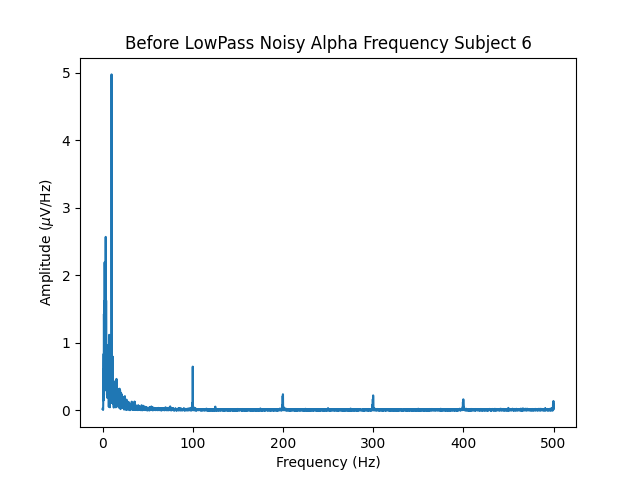 Before LowPass Noisy Alpha Frequency Subject 6
Amplitude (μV/Hz)
5
4
3
2
1
0
0 100 200 300 400 500
Frequency (Hz)